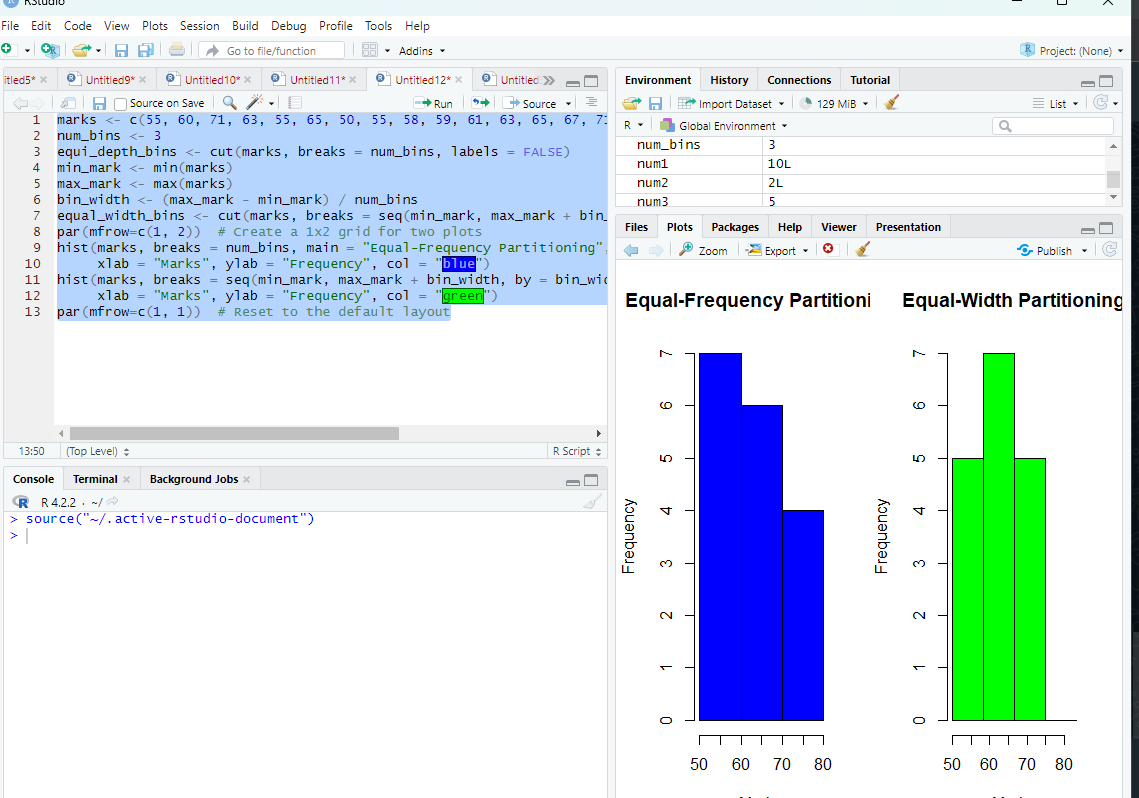 RStudio
File Edit Code View Plots Session Build Debug Profile Tools Help
Go to file/function Addins Project: (None)
itled5* Untitled9* Untitled10* Untitled11* Untitled12* Untitled
Source on Save Run Source
1 marks <- c(55, 60, 71, 63, 55, 65, 50, 55, 58, 59, 61, 63, 65, 67, 71
2 num_bins <- 3
3 equi_depth_bins <- cut(marks, breaks = num_bins, labels = FALSE)
4 min_mark <- min(marks)
5 max_mark <- max(marks)
6 bin_width <- (max_mark - min_mark) / num_bins
7 equal_width_bins <- cut(marks, breaks = seq(min_mark, max_mark + bin_
8 par(mfrow=c(1, 2))  # Create a 1x2 grid for two plots
9 hist(marks, breaks = num_bins, main = "Equal-Frequency Partitioning",
10 xlab = "Marks", ylab = "Frequency", col = "blue")
11 hist(marks, breaks = seq(min_mark, max_mark + bin_width, by = bin_wid
12 xlab = "Marks", ylab = "Frequency", col = "green")
13 par(mfrow=c(1, 1))  # Reset to the default layout
13:50 (Top Level) R Script
Console Terminal Background Jobs
R 4.2.2 · ~/
> source("~/.active-rstudio-document")
>
Environment History Connections Tutorial
Import Dataset 129 MiB List
R Global Environment
num_bins 3
num1 10L
num2 2L
num3 5
Files Plots Packages Help Viewer Presentation
Zoom Export Publish
Equal-Frequency Partitioni
Frequency
0 1 2 3 4 5 6 7
50 60 70 80
Equal-Width Partitioning
Frequency
0 1 2 3 4 5 6 7
50 60 70 80